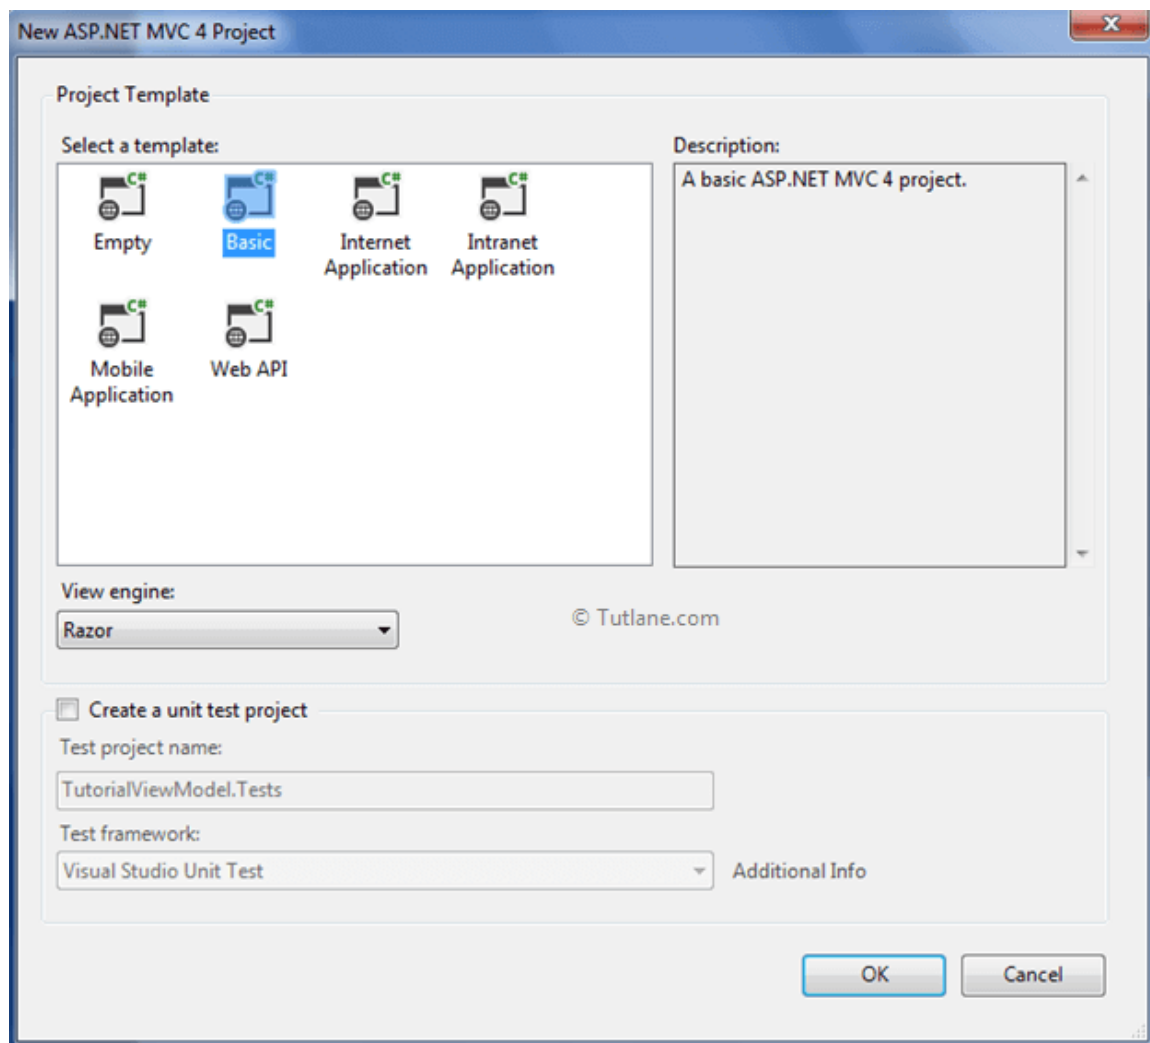 New ASP.NET MVC 4 Project
X
Project Template
Select a template:
Description:
C# C# C# C#
A basic ASP.NET MVC 4 project.
Empty Basic Internet Intranet
Application Application
C# C#
Mobile Web API
Application
View engine:
Razor
© Tutlane.com
Create a unit test project
Test project name:
TutorialViewModel.Tests
Test framework:
Visual Studio Unit Test
Additional Info
OK Cancel